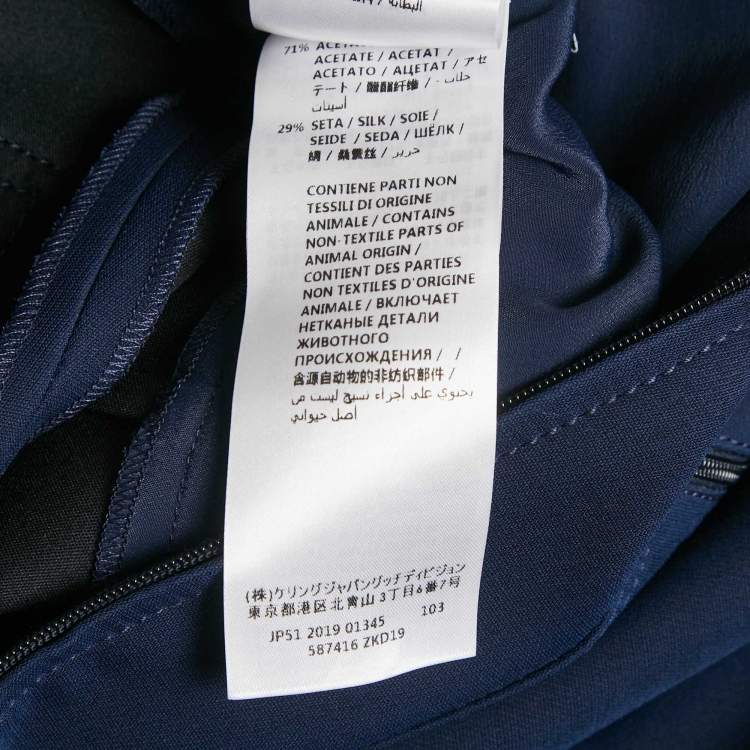 البطانة
71% ACETATO
ACETATE / ACETAT /
ACETATO / АЦЕТАТ / アセ
テート / 醋酯纤维 / خلات
أسيتات
29% SETA / SILK / SOIE /
SEIDE / SEDA / ШЁЛК /
絹 / 桑蚕丝 / حرير
CONTIENE PARTI NON
TESSILI DI ORIGINE
ANIMALE / CONTAINS
NON-TEXTILE PARTS OF
ANIMAL ORIGIN /
CONTIENT DES PARTIES
NON TEXTILES D'ORIGINE
ANIMALE / ВКЛЮЧАЕТ
НЕТКАНЫЕ ДЕТАЛИ
ЖИВОТНОГО
ПРОИСХОЖДЕНИЯ / /
含源自动物的非纺织部件 /
يحتوي على أجزاء نسيج ليست من
أصل حيواني
(株)ケリングジャパングッチディビジョン
東京都港区北青山3丁目6番7号
JP51 2019 01345 103
587416 ZKD19